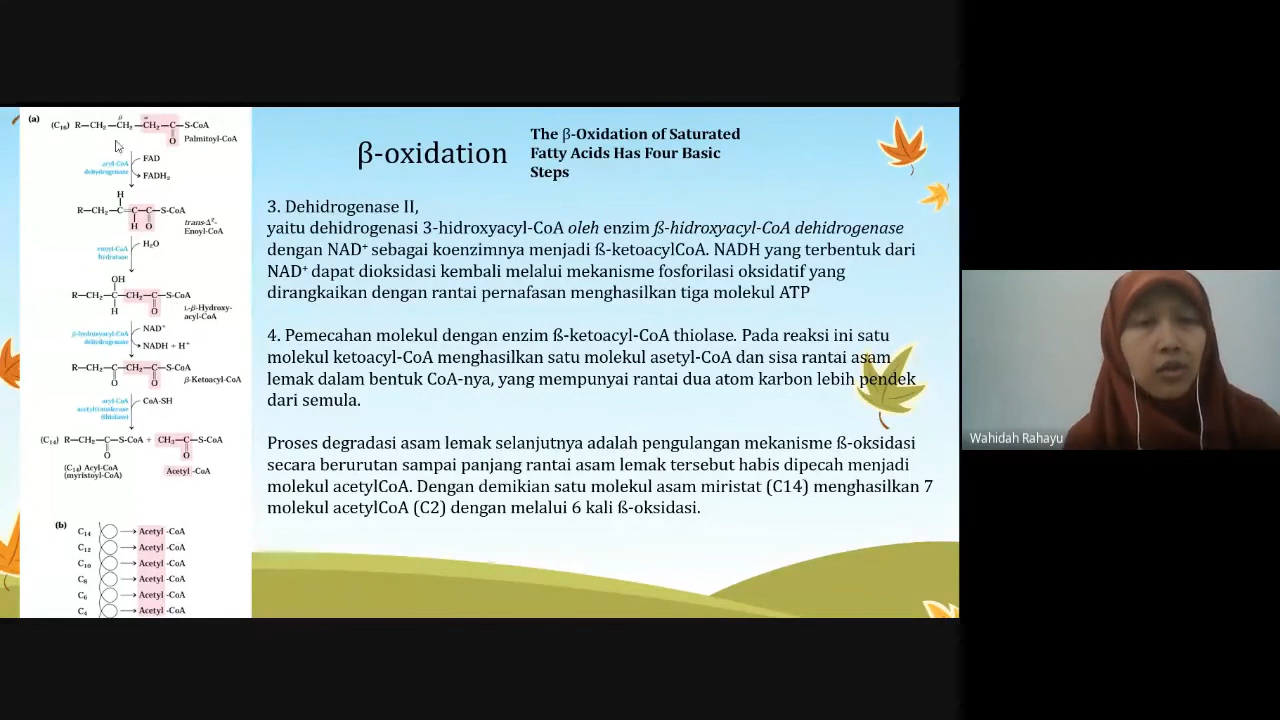 (a)
(C₁₆) R—CH₂—CH₂—CH₂—C—S-CoA
β α
O
Palmitoyl-CoA
acyl-CoA
dehydrogenase
FAD
FADH₂
H
R—CH₂—C=C—C—S-CoA
H O
trans-Δ²-
Enoyl-CoA
enoyl-CoA
hydratase
H₂O
OH
R—CH₂—C—CH₂—C—S-CoA
H O
L-β-Hydroxy-
acyl-CoA
β-hydroxyacyl-CoA
dehydrogenase
NAD⁺
NADH + H⁺
R—CH₂—C—CH₂—C—S-CoA
O O
β-Ketoacyl-CoA
acyl-CoA
acetyltransferase
(thiolase)
CoA-SH
(C₁₄) R—CH₂—C—S-CoA + CH₃—C—S-CoA
O O
(C₁₄) Acyl-CoA
(myristoyl-CoA)
Acetyl -CoA
(b)
C₁₄ Acetyl -CoA
C₁₂ Acetyl -CoA
C₁₀ Acetyl -CoA
C₈ Acetyl -CoA
C₆ Acetyl -CoA
C₄ Acetyl -CoA
β-oxidation
The β-Oxidation of Saturated
Fatty Acids Has Four Basic
Steps
3. Dehidrogenase II,
yaitu dehidrogenasi 3-hidroxyacyl-CoA oleh enzim ß-hidroxyacyl-CoA dehidrogenase
dengan NAD⁺ sebagai koenzimnya menjadi ß-ketoacylCoA. NADH yang terbentuk dari
NAD⁺ dapat dioksidasi kembali melalui mekanisme fosforilasi oksidatif yang
dirangkaikan dengan rantai pernafasan menghasilkan tiga molekul ATP
4. Pemecahan molekul dengan enzim ß-ketoacyl-CoA thiolase. Pada reaksi ini satu
molekul ketoacyl-CoA menghasilkan satu molekul asetyl-CoA dan sisa rantai asam
lemak dalam bentuk CoA-nya, yang mempunyai rantai dua atom karbon lebih pendek
dari semula.
Proses degradasi asam lemak selanjutnya adalah pengulangan mekanisme ß-oksidasi
secara berurutan sampai panjang rantai asam lemak tersebut habis dipecah menjadi
molekul acetylCoA. Dengan demikian satu molekul asam miristat (C14) menghasilkan 7
molekul acetylCoA (C2) dengan melalui 6 kali ß-oksidasi.
Wahidah Rahayu